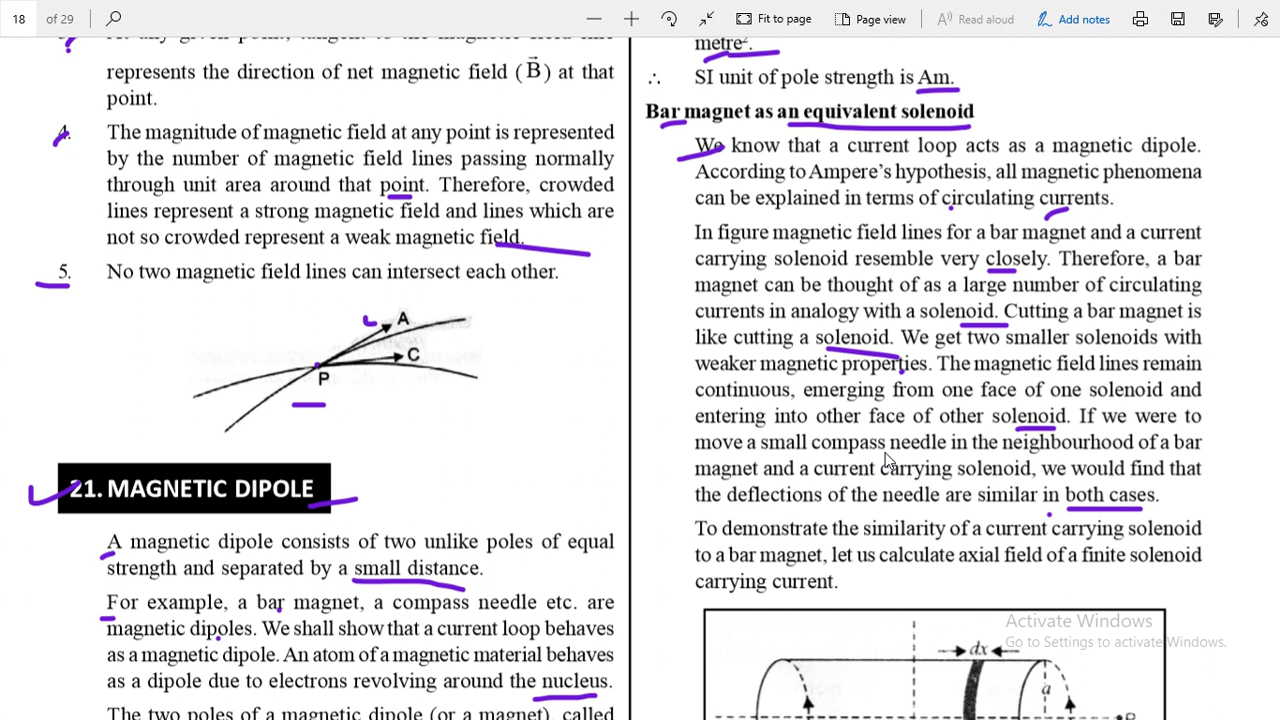 18 of 29 Fit to page Page view Read aloud Add notes
represents the direction of net magnetic field (B⃗) at that
point.
4. The magnitude of magnetic field at any point is represented
by the number of magnetic field lines passing normally
through unit area around that point. Therefore, crowded
lines represent a strong magnetic field and lines which are
not so crowded represent a weak magnetic field.
5. No two magnetic field lines can intersect each other.
A
C
P
21. MAGNETIC DIPOLE
A magnetic dipole consists of two unlike poles of equal
strength and separated by a small distance.
For example, a bar magnet, a compass needle etc. are
magnetic dipoles. We shall show that a current loop behaves
as a magnetic dipole. An atom of a magnetic material behaves
as a dipole due to electrons revolving around the nucleus.
The two poles of a magnetic dipole (or a magnet), called
metre².
∴ SI unit of pole strength is Am.
Bar magnet as an equivalent solenoid
We know that a current loop acts as a magnetic dipole.
According to Ampere's hypothesis, all magnetic phenomena
can be explained in terms of circulating currents.
In figure magnetic field lines for a bar magnet and a current
carrying solenoid resemble very closely. Therefore, a bar
magnet can be thought of as a large number of circulating
currents in analogy with a solenoid. Cutting a bar magnet is
like cutting a solenoid. We get two smaller solenoids with
weaker magnetic properties. The magnetic field lines remain
continuous, emerging from one face of one solenoid and
entering into other face of other solenoid. If we were to
move a small compass needle in the neighbourhood of a bar
magnet and a current carrying solenoid, we would find that
the deflections of the needle are similar in both cases.
To demonstrate the similarity of a current carrying solenoid
to a bar magnet, let us calculate axial field of a finite solenoid
carrying current.
dx
a
P
Activate Windows
Go to Settings to activate Windows.